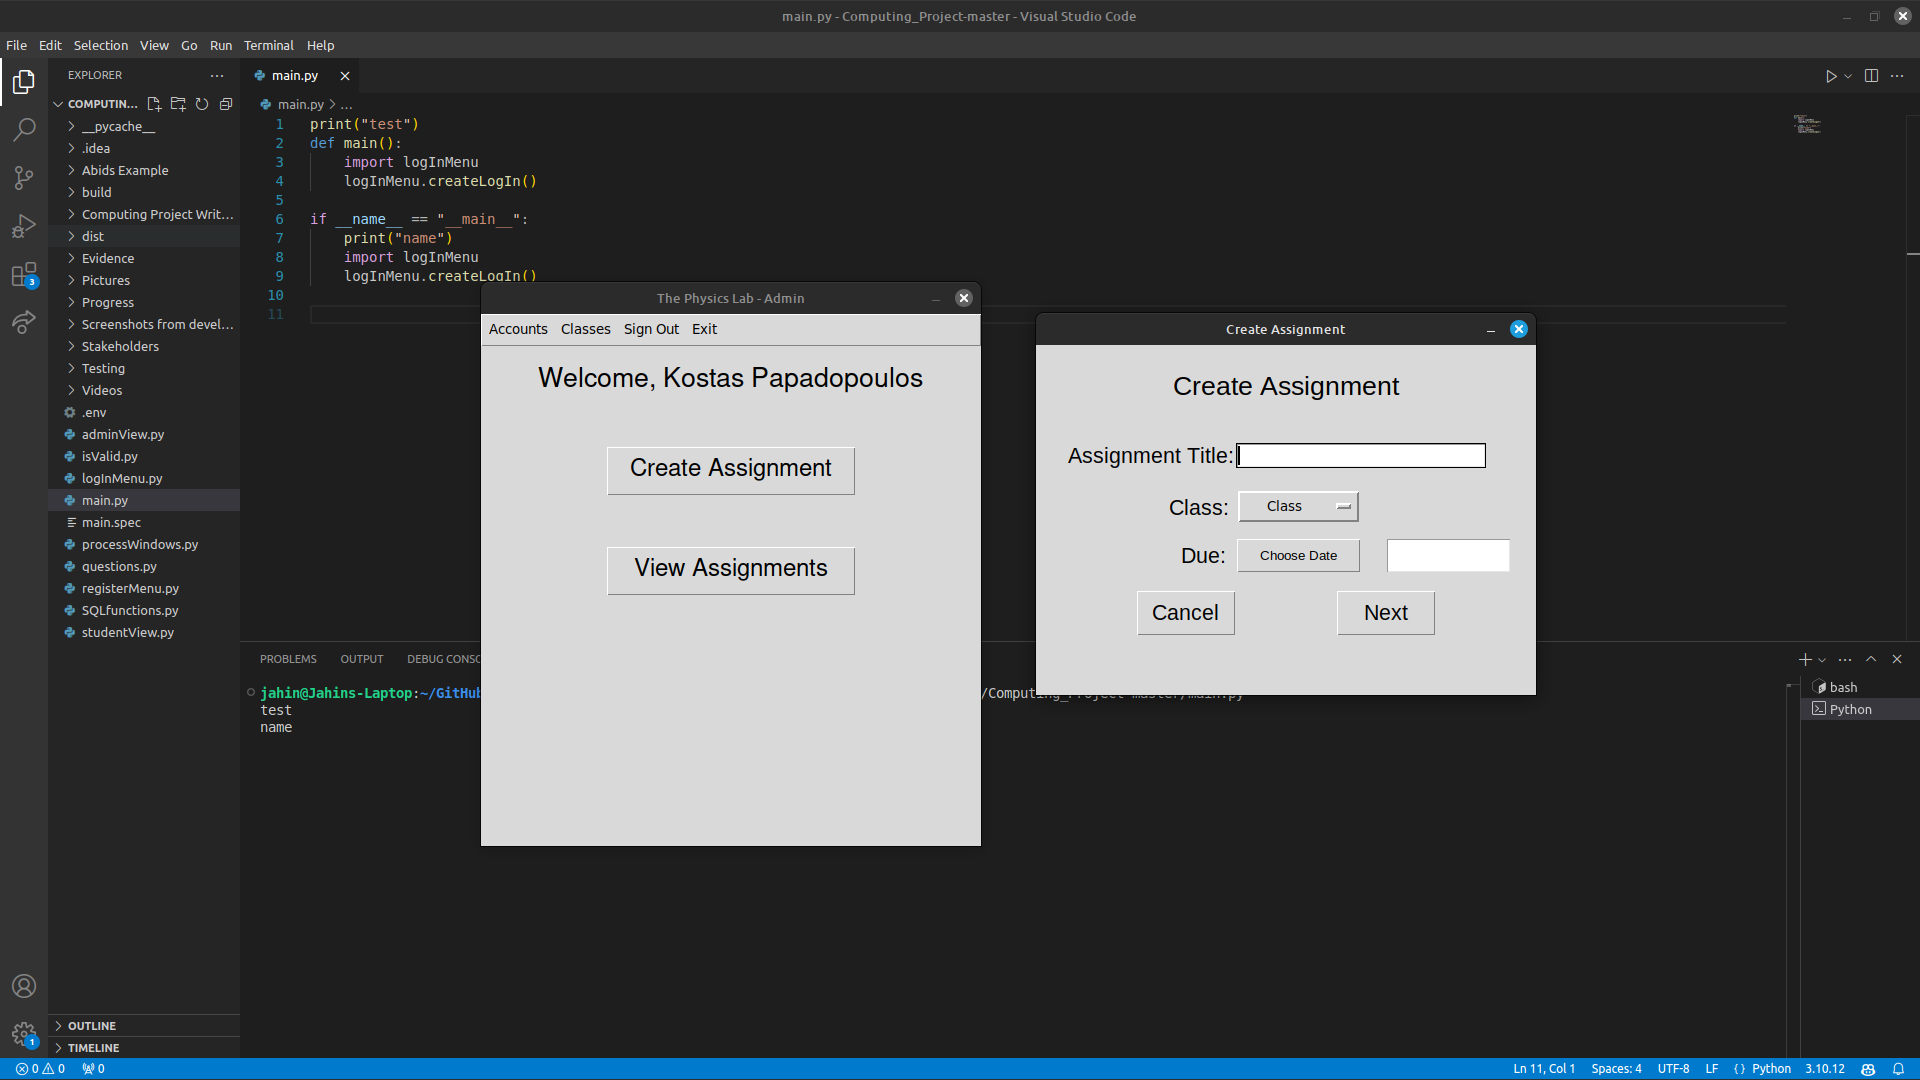 main.py - Computing_Project-master - Visual Studio Code
File Edit Selection View Go Run Terminal Help
EXPLORER
COMPUTIN...
__pycache__
.idea
Abids Example
build
Computing Project Writ...
dist
Evidence
Pictures
Progress
Screenshots from devel...
Stakeholders
Testing
Videos
.env
adminView.py
isValid.py
logInMenu.py
main.py
main.spec
processWindows.py
questions.py
registerMenu.py
SQLfunctions.py
studentView.py
OUTLINE
TIMELINE
main.py
main.py > ...
1 print("test")
2 def main():
3 import logInMenu
4 logInMenu.createLogIn()
5
6 if __name__ == "__main__":
7 print("name")
8 import logInMenu
9 logInMenu.createLogIn()
10
11
The Physics Lab - Admin
Accounts Classes Sign Out Exit
Welcome, Kostas Papadopoulos
Create Assignment
View Assignments
Create Assignment
Create Assignment
Assignment Title:
Class: Class
Due: Choose Date
Cancel Next
PROBLEMS OUTPUT DEBUG CONSO
jahin@Jahins-Laptop:~/GitHub /Computing_Project-master/main.py
test
name
bash
Python
3
1
0 0 0
Ln 11, Col 1 Spaces: 4 UTF-8 LF {} Python 3.10.12